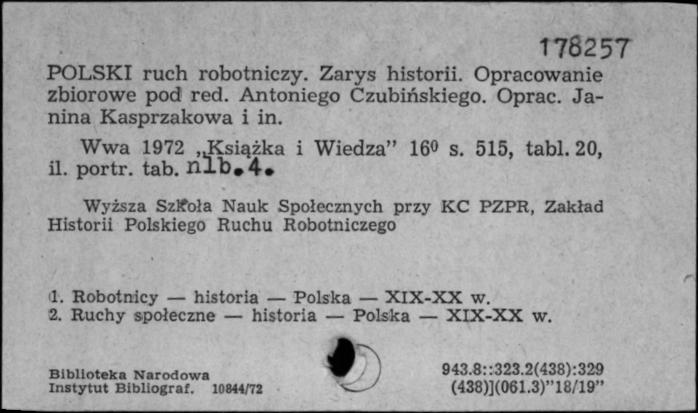 178257
POLSKI ruch robotniczy. Zarys historii. Opracowanie
zbiorowe pod red. Antoniego Czubińskiego. Oprac. Ja-
nina Kasprzakowa i in.
Wwa 1972 „Książka i Wiedza” 16⁰ s. 515, tabl. 20,
il. portr. tab. nlb.4.
Wyższa Szkoła Nauk Społecznych przy KC PZPR, Zakład
Historii Polskiego Ruchu Robotniczego
1. Robotnicy — historia — Polska — XIX-XX w.
2. Ruchy społeczne — historia — Polska — XIX-XX w.
Biblioteka Narodowa
Instytut Bibliograf. 10844/72
943.8::323.2(438):329
(438)](061.3)”18/19”